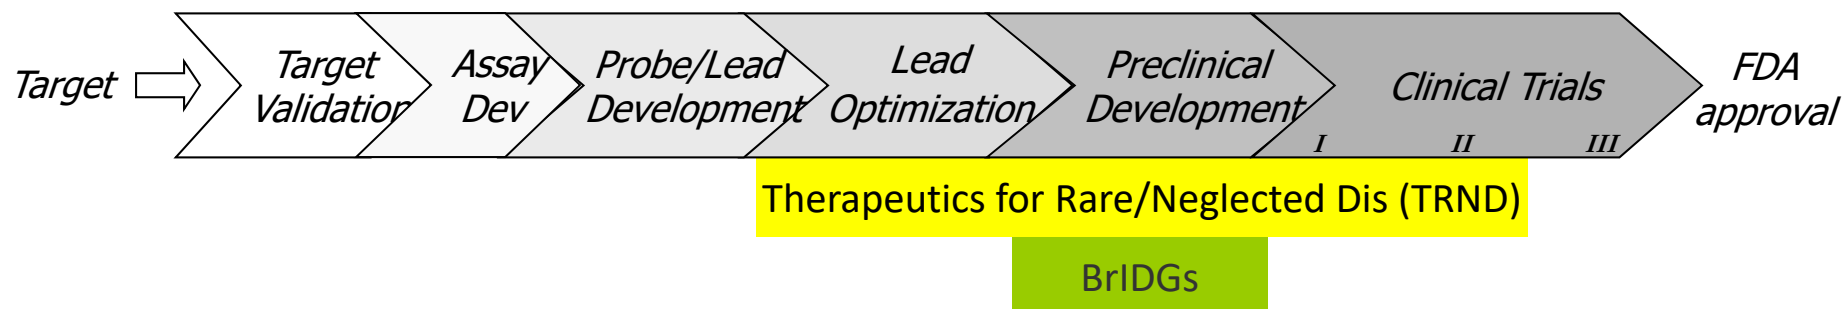 Target
Target
Validation
Assay
Dev
Probe/Lead
Development
Lead
Optimization
Preclinical
Development
Clinical Trials
I II III
FDA
approval
Therapeutics for Rare/Neglected Dis (TRND)
BrIDGs